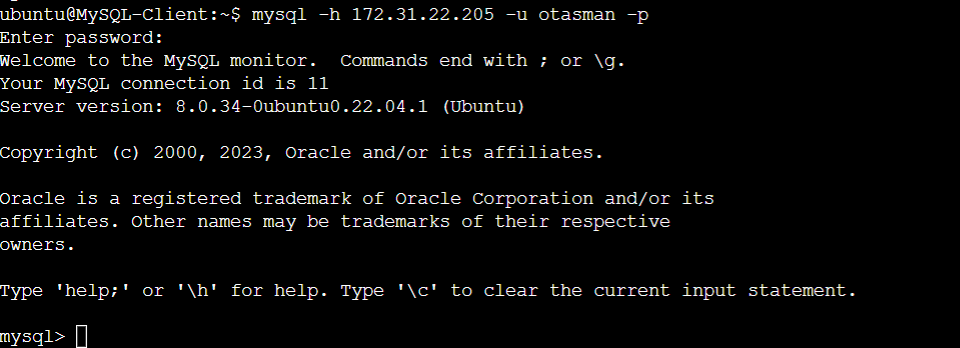 ubuntu@MySQL-Client:~$ mysql -h 172.31.22.205 -u otasman -p
Enter password:
Welcome to the MySQL monitor.  Commands end with ; or \g.
Your MySQL connection id is 11
Server version: 8.0.34-0ubuntu0.22.04.1 (Ubuntu)

Copyright (c) 2000, 2023, Oracle and/or its affiliates.

Oracle is a registered trademark of Oracle Corporation and/or its
affiliates. Other names may be trademarks of their respective
owners.

Type 'help;' or '\h' for help. Type '\c' to clear the current input statement.

mysql>